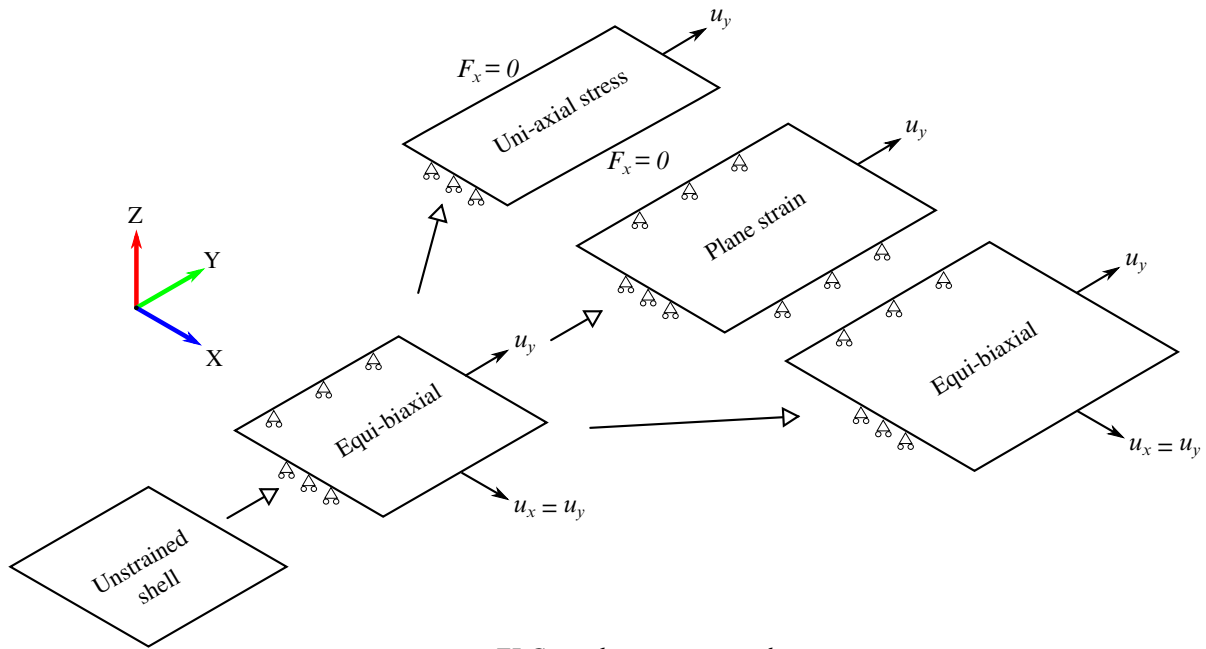 u_y
F_x = 0
Uni-axial stress
u_y
F_x = 0
Plane strain
Z
Y
X
u_y
u_y
Equi-biaxial
Equi-biaxial
u_x = u_y
u_x = u_y
Unstrained
shell